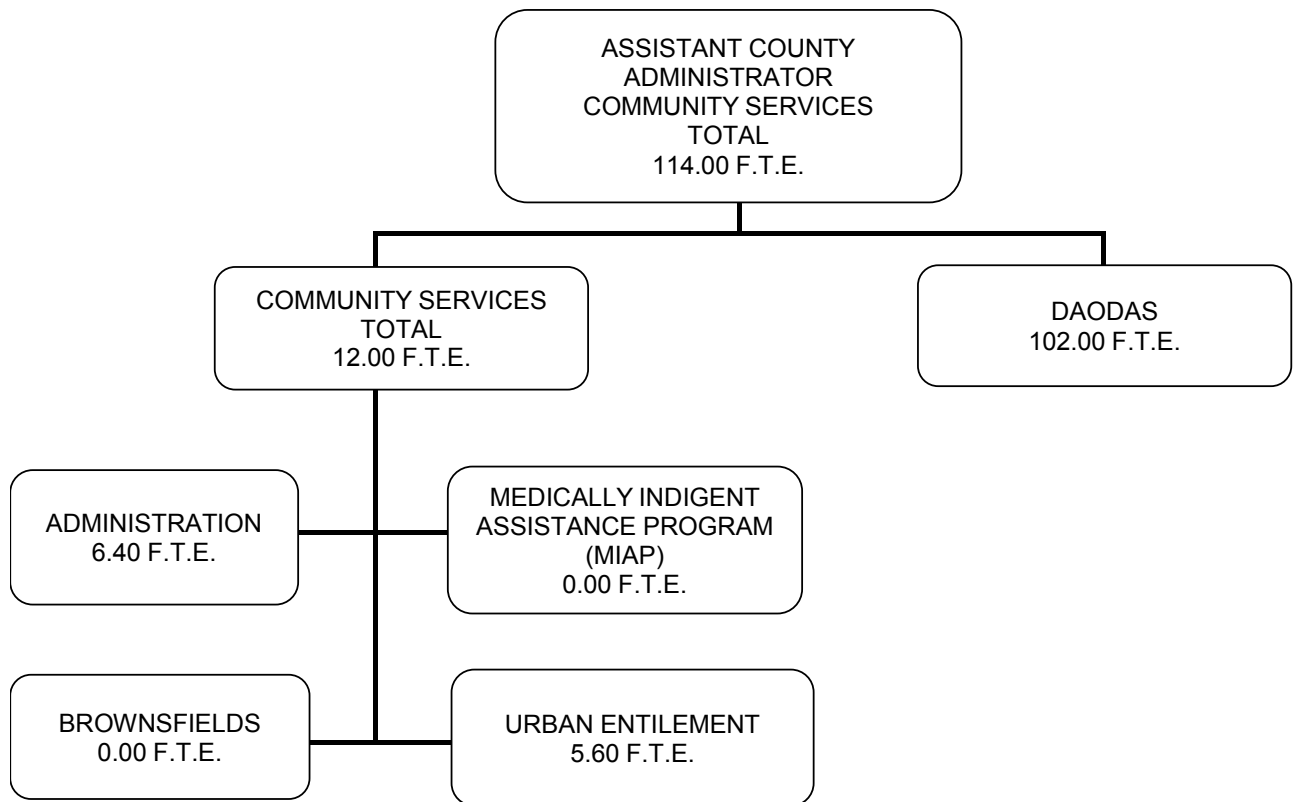 ASSISTANT COUNTY
ADMINISTRATOR
COMMUNITY SERVICES
TOTAL
114.00 F.T.E.
COMMUNITY SERVICES
TOTAL
12.00 F.T.E.
DAODAS
102.00 F.T.E.
ADMINISTRATION
6.40 F.T.E.
MEDICALLY INDIGENT
ASSISTANCE PROGRAM
(MIAP)
0.00 F.T.E.
BROWNSFIELDS
0.00 F.T.E.
URBAN ENTILEMENT
5.60 F.T.E.